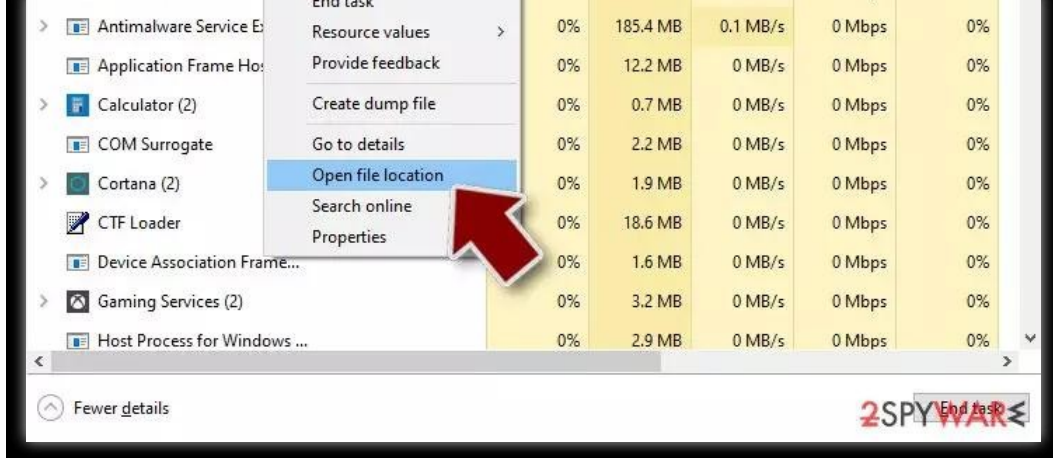 End task
Antimalware Service E 0% 185.4 MB 0.1 MB/s 0 Mbps 0%
Resource values
Application Frame Ho 0% 12.2 MB 0 MB/s 0 Mbps 0%
Provide feedback
Calculator (2) 0% 0.7 MB 0 MB/s 0 Mbps 0%
Create dump file
COM Surrogate 0% 2.2 MB 0 MB/s 0 Mbps 0%
Go to details
Cortana (2) 0% 1.9 MB 0 MB/s 0 Mbps 0%
Open file location
Search online
CTF Loader 0% 18.6 MB 0 MB/s 0 Mbps 0%
Properties
Device Association Frame... 0% 1.6 MB 0 MB/s 0 Mbps 0%
Gaming Services (2) 0% 3.2 MB 0 MB/s 0 Mbps 0%
Host Process for Windows ... 0% 2.9 MB 0 MB/s 0 Mbps 0%
Fewer details
End task
2SPYWARE